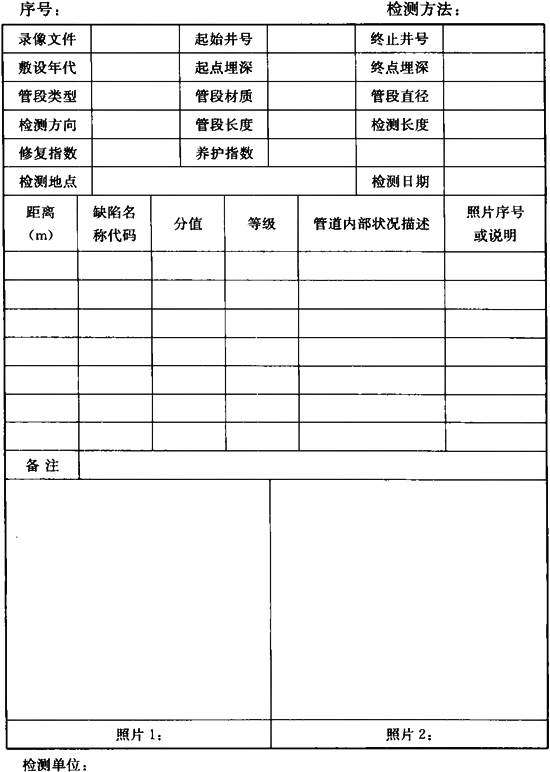 序号： 检测方法：
录像文件 起始井号 终止井号
敷设年代 起点埋深 终点埋深
管段类型 管段材质 管段直径
检测方向 管段长度 检测长度
修复指数 养护指数
检测地点 检测日期
距离 缺陷名 分值 等级 管道内部状况描述 照片序号
（m） 称代码 或说明
备注
照片1： 照片2：
检测单位：